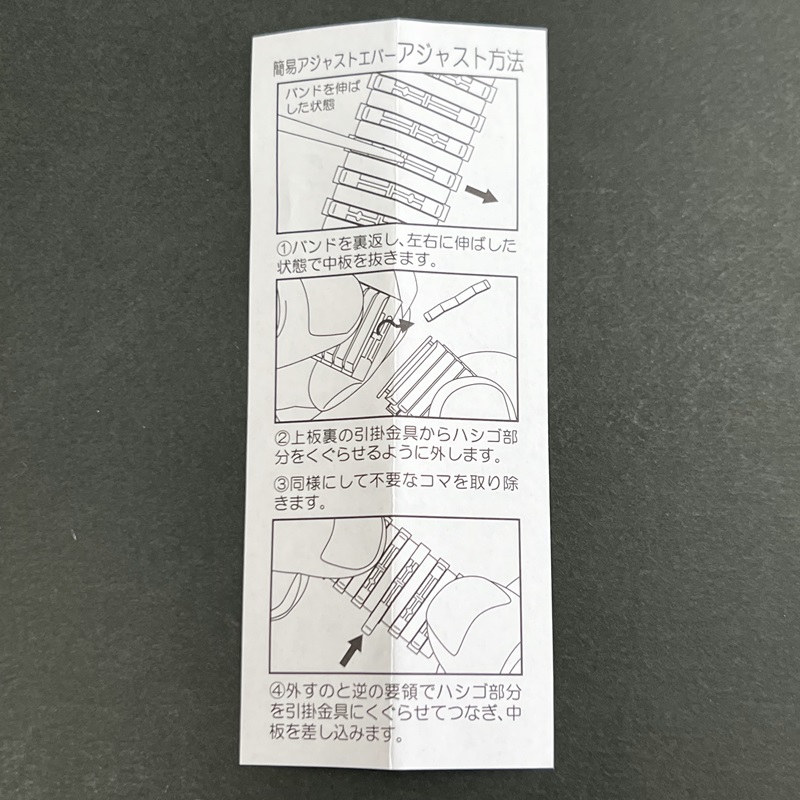 簡易アジャストエバーアジャスト方法
バンドを伸ば
した状態
①バンドを裏返し、左右に伸ばした
状態で中板を抜きます。
②上板裏の引掛金具からハシゴ部
分をくぐらせるように外します。
③同様にして不要なコマを取り除
きます。
④外すのと逆の要領でハシゴ部分
を引掛金具にくぐらせてつなぎ、中
板を差し込みます。